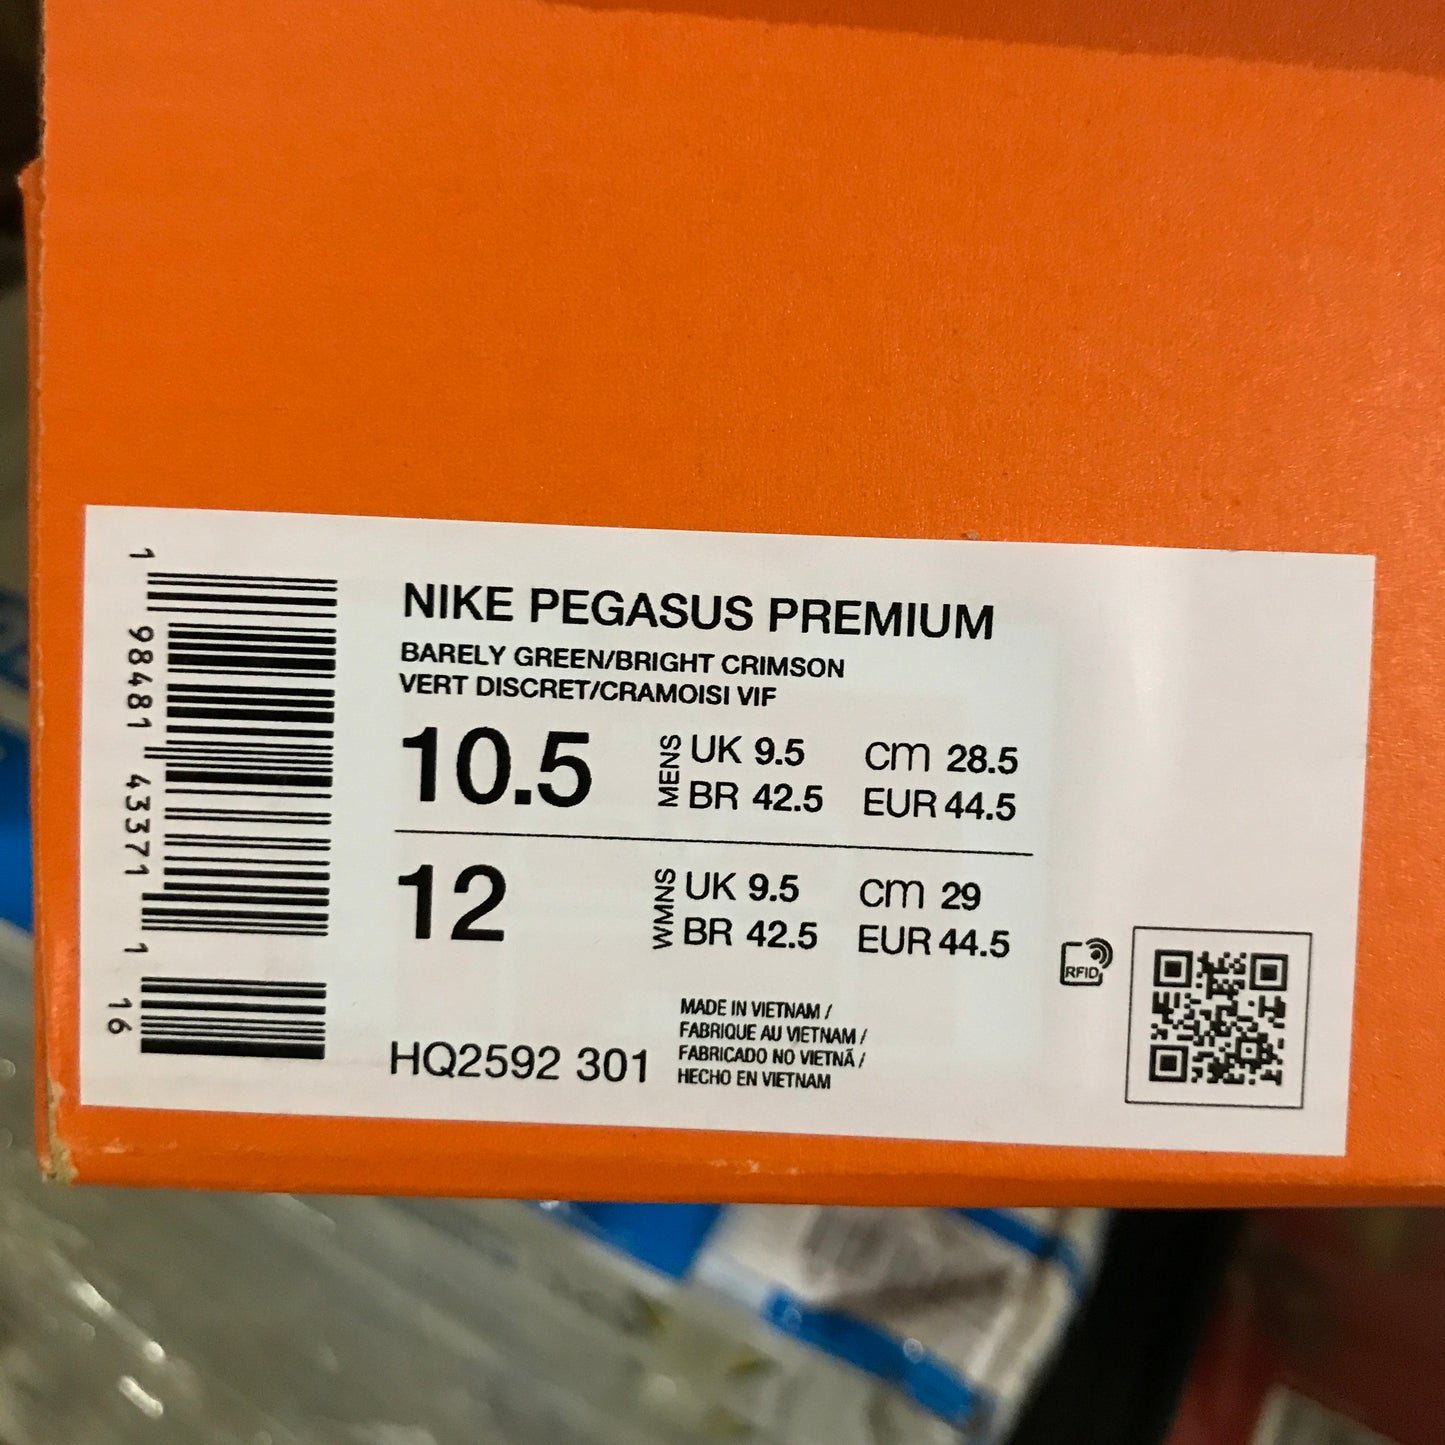 NIKE PEGASUS PREMIUM
BARELY GREEN/BRIGHT CRIMSON
VERT DISCRET/CRAMOISI VIF
10.5 MENS UK 9.5 cm 28.5
BR 42.5 EUR 44.5
12 WMNS UK 9.5 cm 29
BR 42.5 EUR 44.5
MADE IN VIETNAM /
FABRIQUE AU VIETNAM /
FABRICADO NO VIETNÃ /
HECHO EN VIETNAM
HQ2592 301
RFID
1 98481 43371 1
16